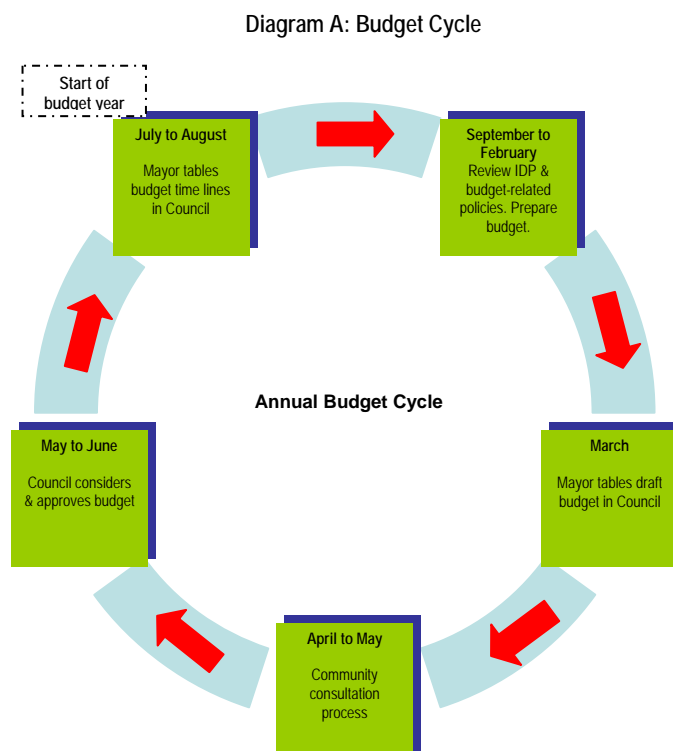 Diagram A: Budget Cycle
Start of
budget year
July to August
Mayor tables
budget time lines
in Council
September to
February
Review IDP &
budget-related
policies. Prepare
budget.
Annual Budget Cycle
March
Mayor tables draft
budget in Council
April to May
Community
consultation
process
May to June
Council considers
& approves budget